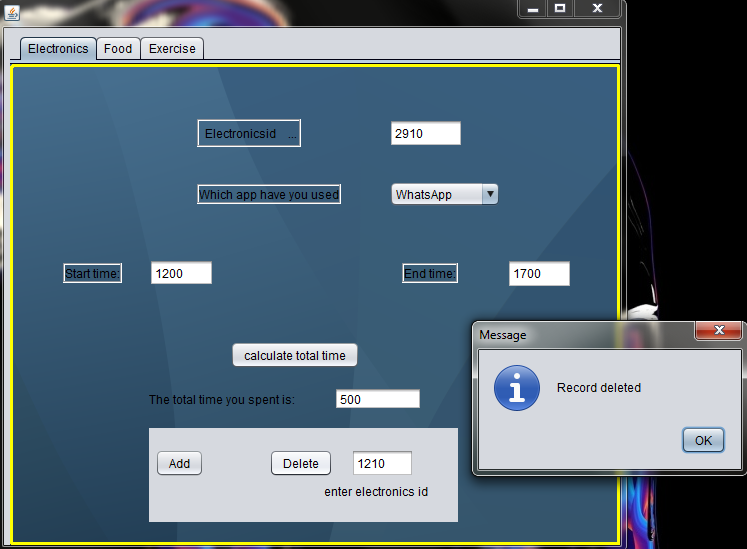 Electronics Food Exercise
Electronicsid ... 2910
Which app have you used WhatsApp
Start time: 1200 End time: 1700
Message
calculate total time
Record deleted
The total time you spent is: 500
OK
Add Delete 1210
enter electronics id